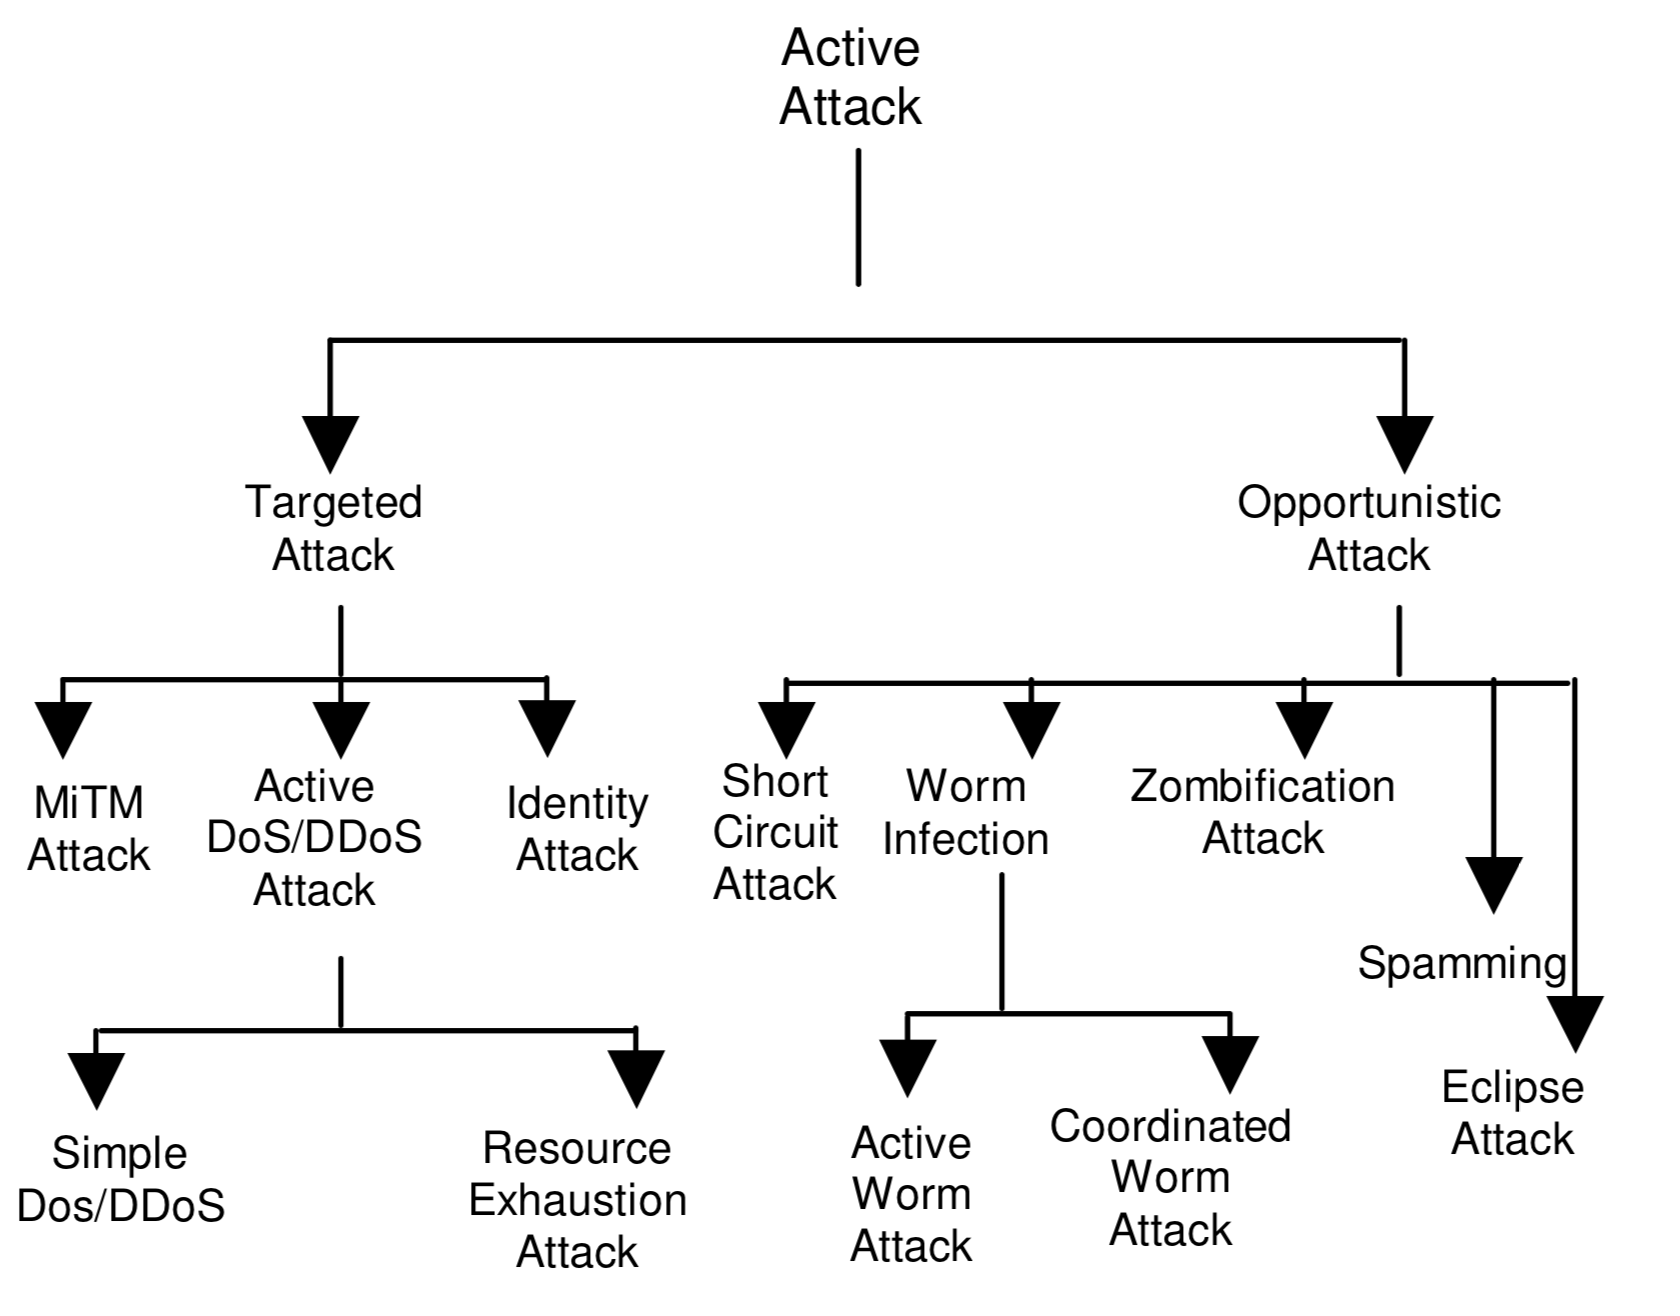 Active
Attack
Targeted
Attack
Opportunistic
Attack
MiTM
Attack
Active
DoS/DDoS
Attack
Identity
Attack
Short
Circuit
Attack
Worm
Infection
Zombification
Attack
Spamming
Eclipse
Attack
Simple
Dos/DDoS
Resource
Exhaustion
Attack
Active
Worm
Attack
Coordinated
Worm
Attack